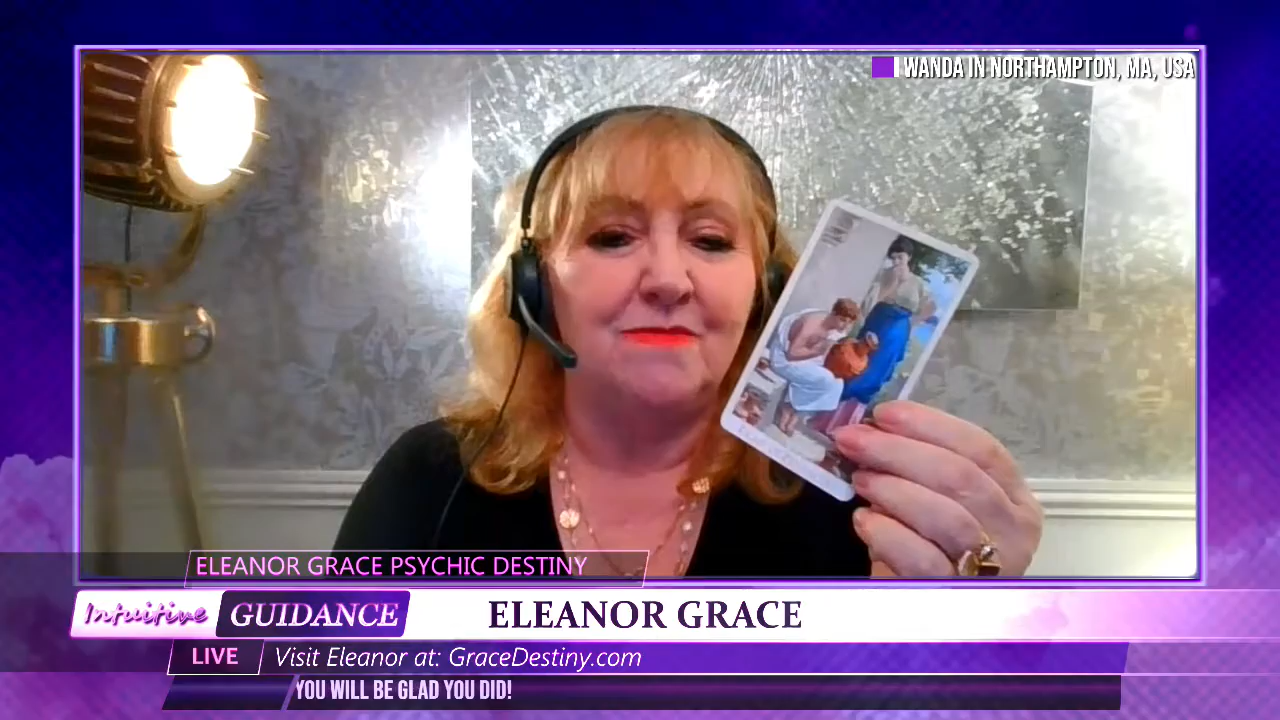 WANDA IN NORTHAMPTON, MA, USA
ELEANOR GRACE PSYCHIC DESTINY
Intuitive GUIDANCE
ELEANOR GRACE
LIVE
Visit Eleanor at: GraceDestiny.com
YOU WILL BE GLAD YOU DID!